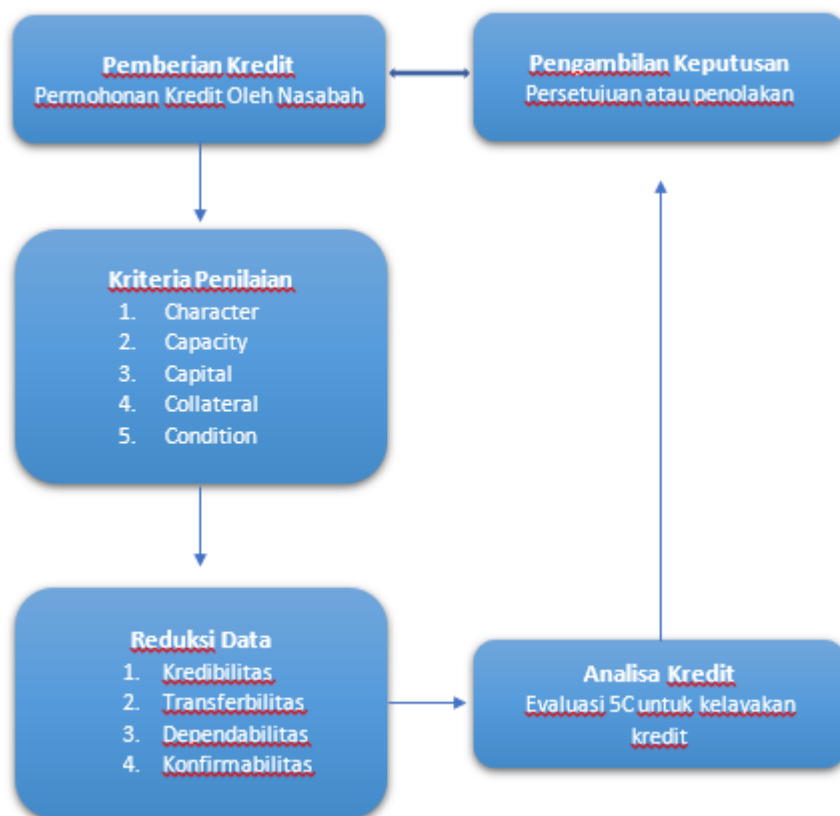 Pemberian Kredit
Permohonan Kredit Oleh Nasabah
Pengambilan Keputusan
Persetujuan atau penolakan
Kriteria Penilaian
1. Character
2. Capacity
3. Capital
4. Collateral
5. Condition
Reduksi Data
1. Kredibilitas
2. Transferbilitas
3. Dependabilitas
4. Konfirmabilitas
Analisa Kredit
Evaluasi 5C untuk kelayakan
kredit